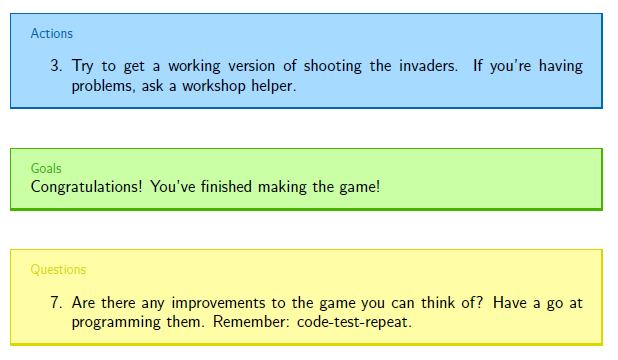 Actions
3. Try to get a working version of shooting the invaders. If you're having
problems, ask a workshop helper.
Goals
Congratulations! You've finished making the game!
Questions
7. Are there any improvements to the game you can think of? Have a go at
programming them. Remember: code-test-repeat.